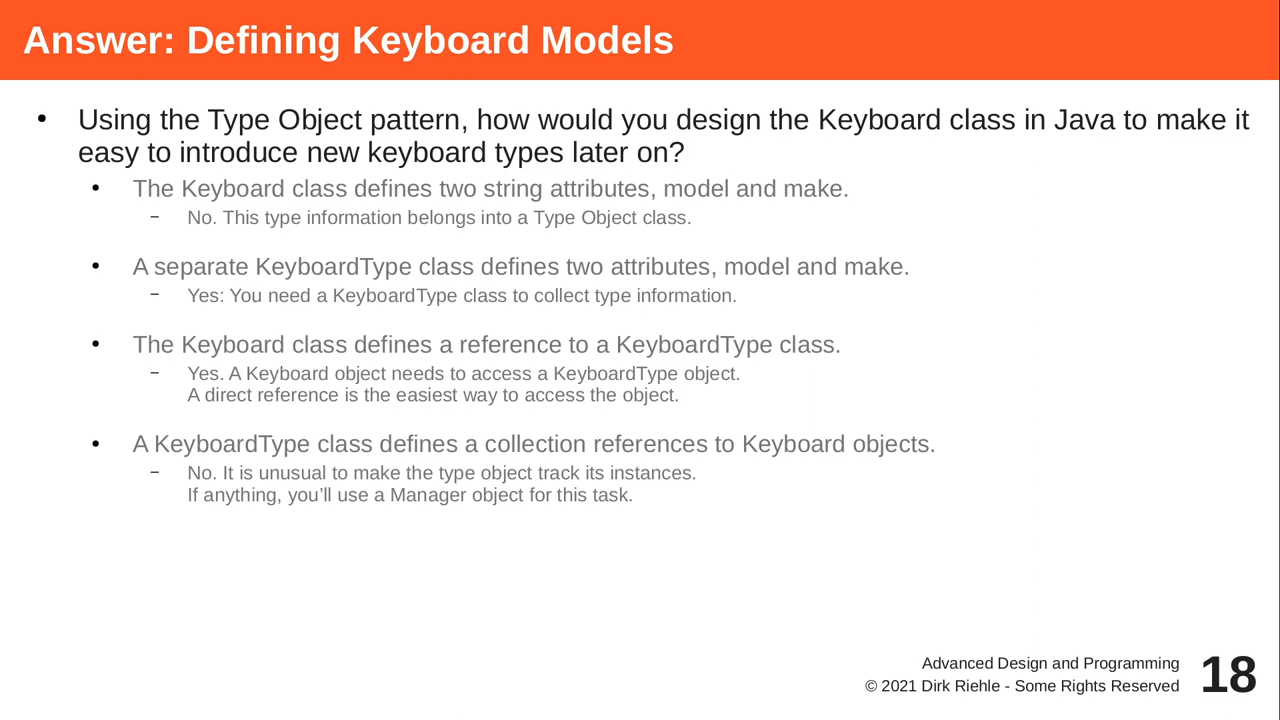 Answer: Defining Keyboard Models
• Using the Type Object pattern, how would you design the Keyboard class in Java to make it
easy to introduce new keyboard types later on?
• The Keyboard class defines two string attributes, model and make.
– No. This type information belongs into a Type Object class.
• A separate KeyboardType class defines two attributes, model and make.
– Yes: You need a KeyboardType class to collect type information.
• The Keyboard class defines a reference to a KeyboardType class.
– Yes. A Keyboard object needs to access a KeyboardType object.
A direct reference is the easiest way to access the object.
• A KeyboardType class defines a collection references to Keyboard objects.
– No. It is unusual to make the type object track its instances.
If anything, you’ll use a Manager object for this task.
Advanced Design and Programming
© 2021 Dirk Riehle - Some Rights Reserved
18